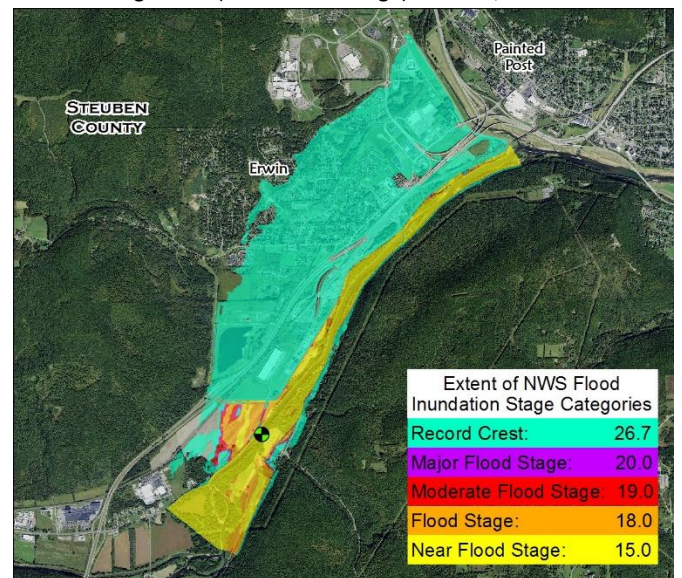 Painted
Post
STEUBEN
COUNTY
Erwin
Extent of NWS Flood
Inundation Stage Categories
Record Crest: 26.7
Major Flood Stage: 20.0
Moderate Flood Stage: 19.0
Flood Stage: 18.0
Near Flood Stage: 15.0